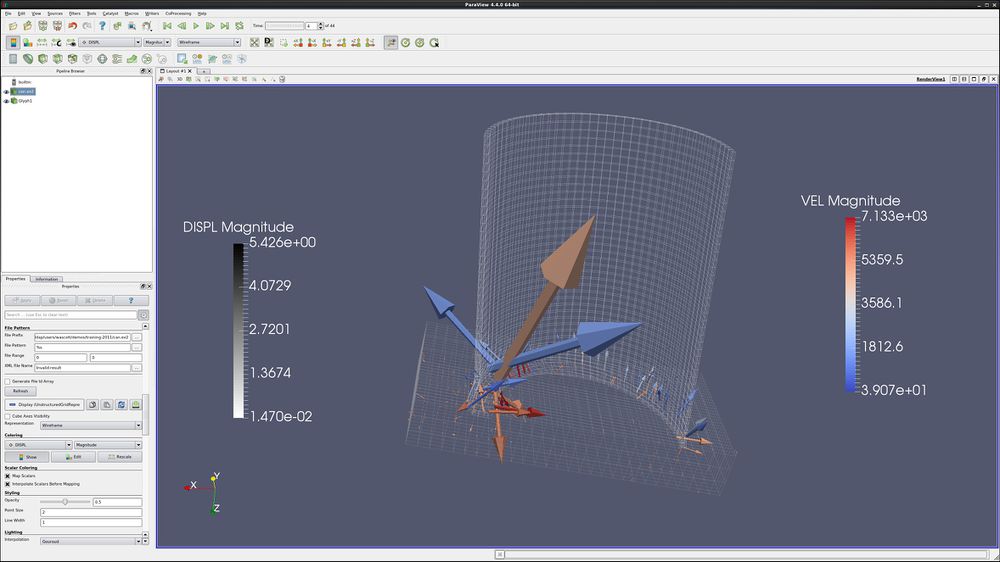 ParaView 4.4.0 64-bit
File Edit View Sources Filters Tools Catalyst Macros Writers CoProcessing Help
Time: 4 of 44
DISPL Magnitude Wireframe
Pipeline Browser
Layout #1
builtin:
can.ex2
Glyph1
RenderView1
DISPL Magnitude
5.426e+00
4.0729
2.7201
1.3674
1.470e-02
VEL Magnitude
7.133e+03
5359.5
3586.1
1812.6
3.907e+01
X
Y
Z
Properties Information
Properties
Apply Reset Delete ?
Search ... (use Esc to clear text)
File Pattern
File Prefix
File Pattern %s
File Range 0 0
XML File Name Invalid result
Generate File Id Array
Refresh
Display (UnstructuredGridRepre
Cube Axes Visibility
Representation Wireframe
Coloring
DISPL Magnitude
Show Edit Rescale
Scalar Coloring
Map Scalars
Interpolate Scalars Before Mapping
Styling
Opacity 0.5
Point Size 2
Line Width 1
Lighting
Interpolation Gouraud